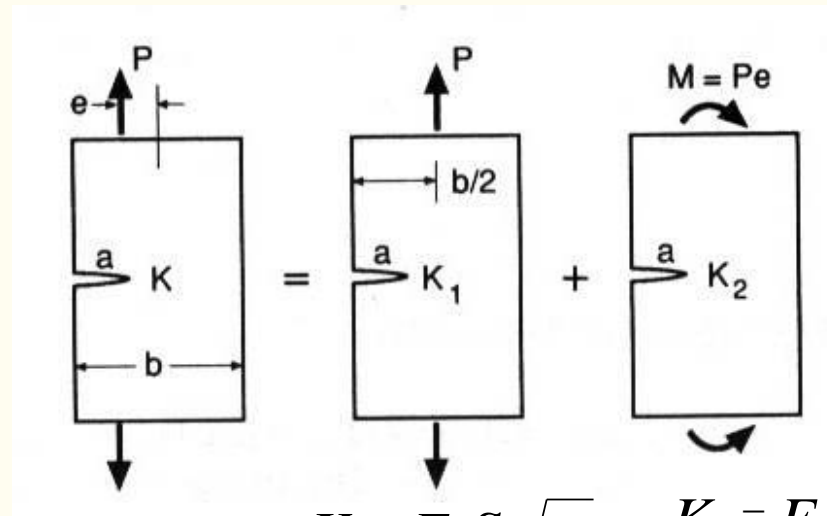 P P M = Pe
e
b/2
a K = a K₁ + a K₂
b